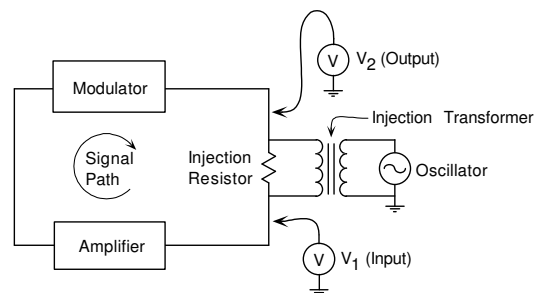 V2 (Output)
Modulator
Injection Transformer
Signal
Path
Injection
Resistor
Oscillator
Amplifier
V1 (Input)
V
V